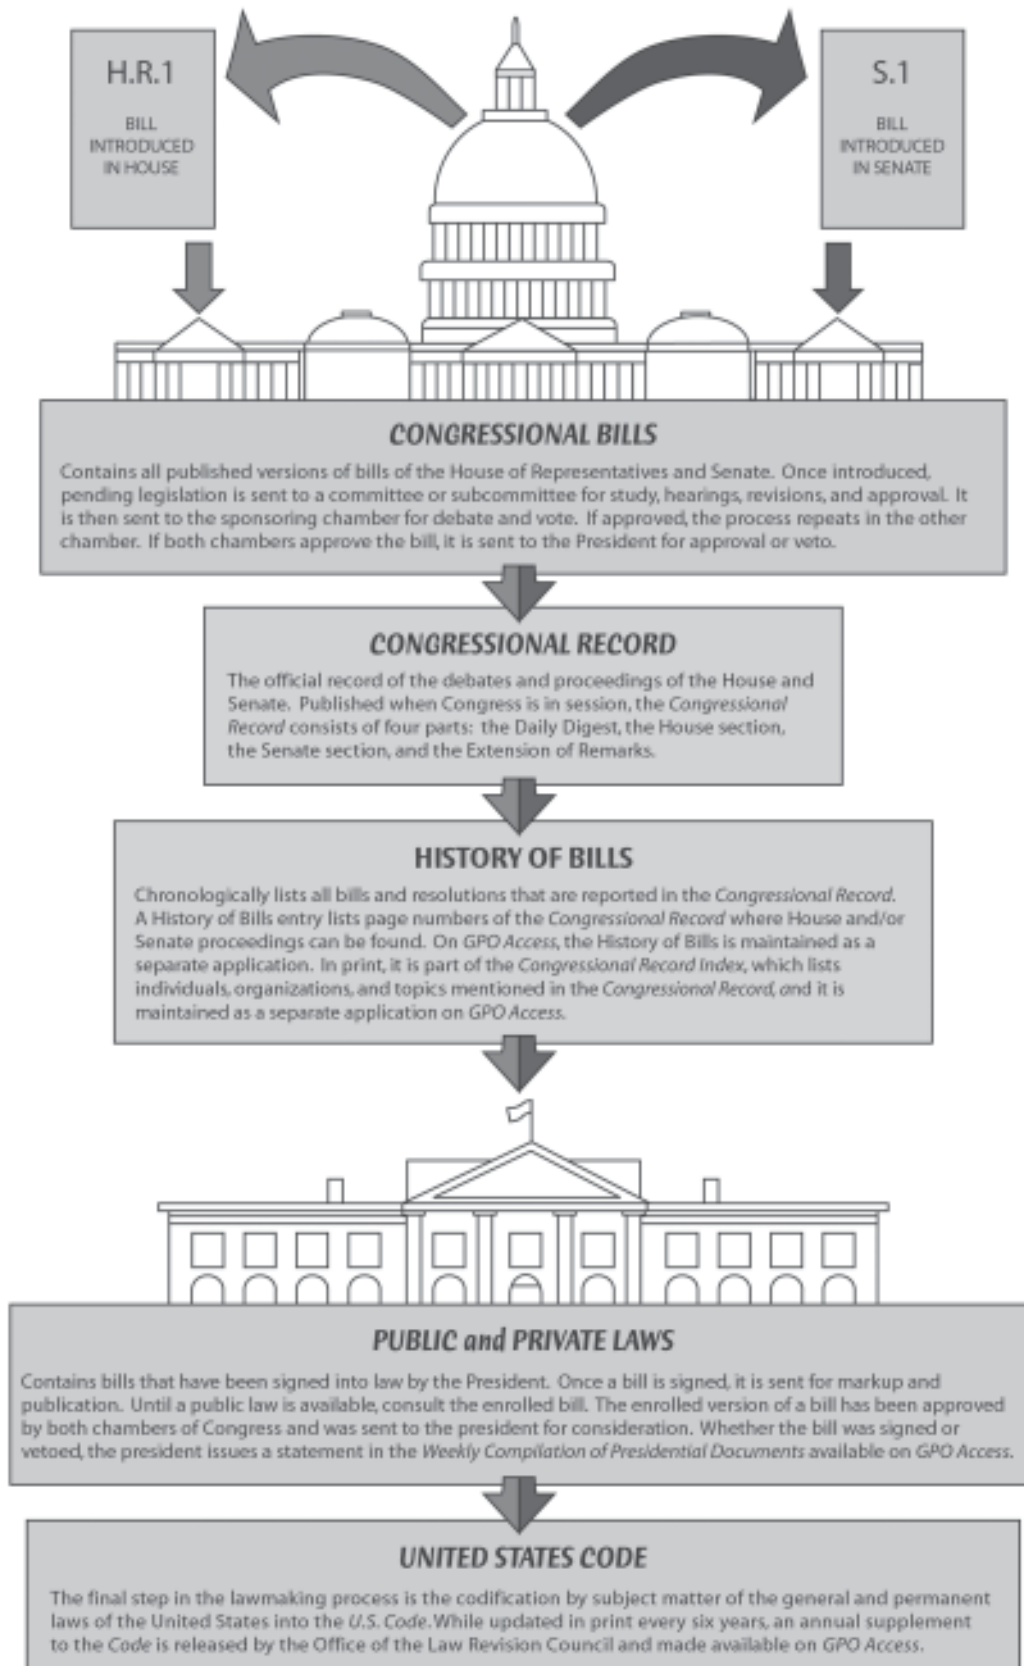 H.R.1
BILL
INTRODUCED
IN HOUSE
S.1
BILL
INTRODUCED
IN SENATE
CONGRESSIONAL BILLS
Contains all published versions of bills of the House of Representatives and Senate. Once introduced,
pending legislation is sent to a committee or subcommittee for study, hearings, revisions, and approval. It
is then sent to the sponsoring chamber for debate and vote. If approved, the process repeats in the other
chamber. If both chambers approve the bill, it is sent to the President for approval or veto.
CONGRESSIONAL RECORD
The official record of the debates and proceedings of the House and
Senate. Published when Congress is in session, the Congressional
Record consists of four parts: the Daily Digest, the House section,
the Senate section, and the Extension of Remarks.
HISTORY OF BILLS
Chronologically lists all bills and resolutions that are reported in the Congressional Record.
A History of Bills entry lists page numbers of the Congressional Record where House and/or
Senate proceedings can be found. On GPO Access, the History of Bills is maintained as a
separate application. In print, it is part of the Congressional Record Index, which lists
individuals, organizations, and topics mentioned in the Congressional Record, and it is
maintained as a separate application on GPO Access.
PUBLIC and PRIVATE LAWS
Contains bills that have been signed into law by the President. Once a bill is signed, it is sent for markup and
publication. Until a public law is available, consult the enrolled bill. The enrolled version of a bill has been approved
by both chambers of Congress and was sent to the president for consideration. Whether the bill was signed or
vetoed, the president issues a statement in the Weekly Compilation of Presidential Documents available on GPO Access.
UNITED STATES CODE
The final step in the lawmaking process is the codification by subject matter of the general and permanent
laws of the United States into the U.S. Code. While updated in print every six years, an annual supplement
to the Code is released by the Office of the Law Revision Council and made available on GPO Access.